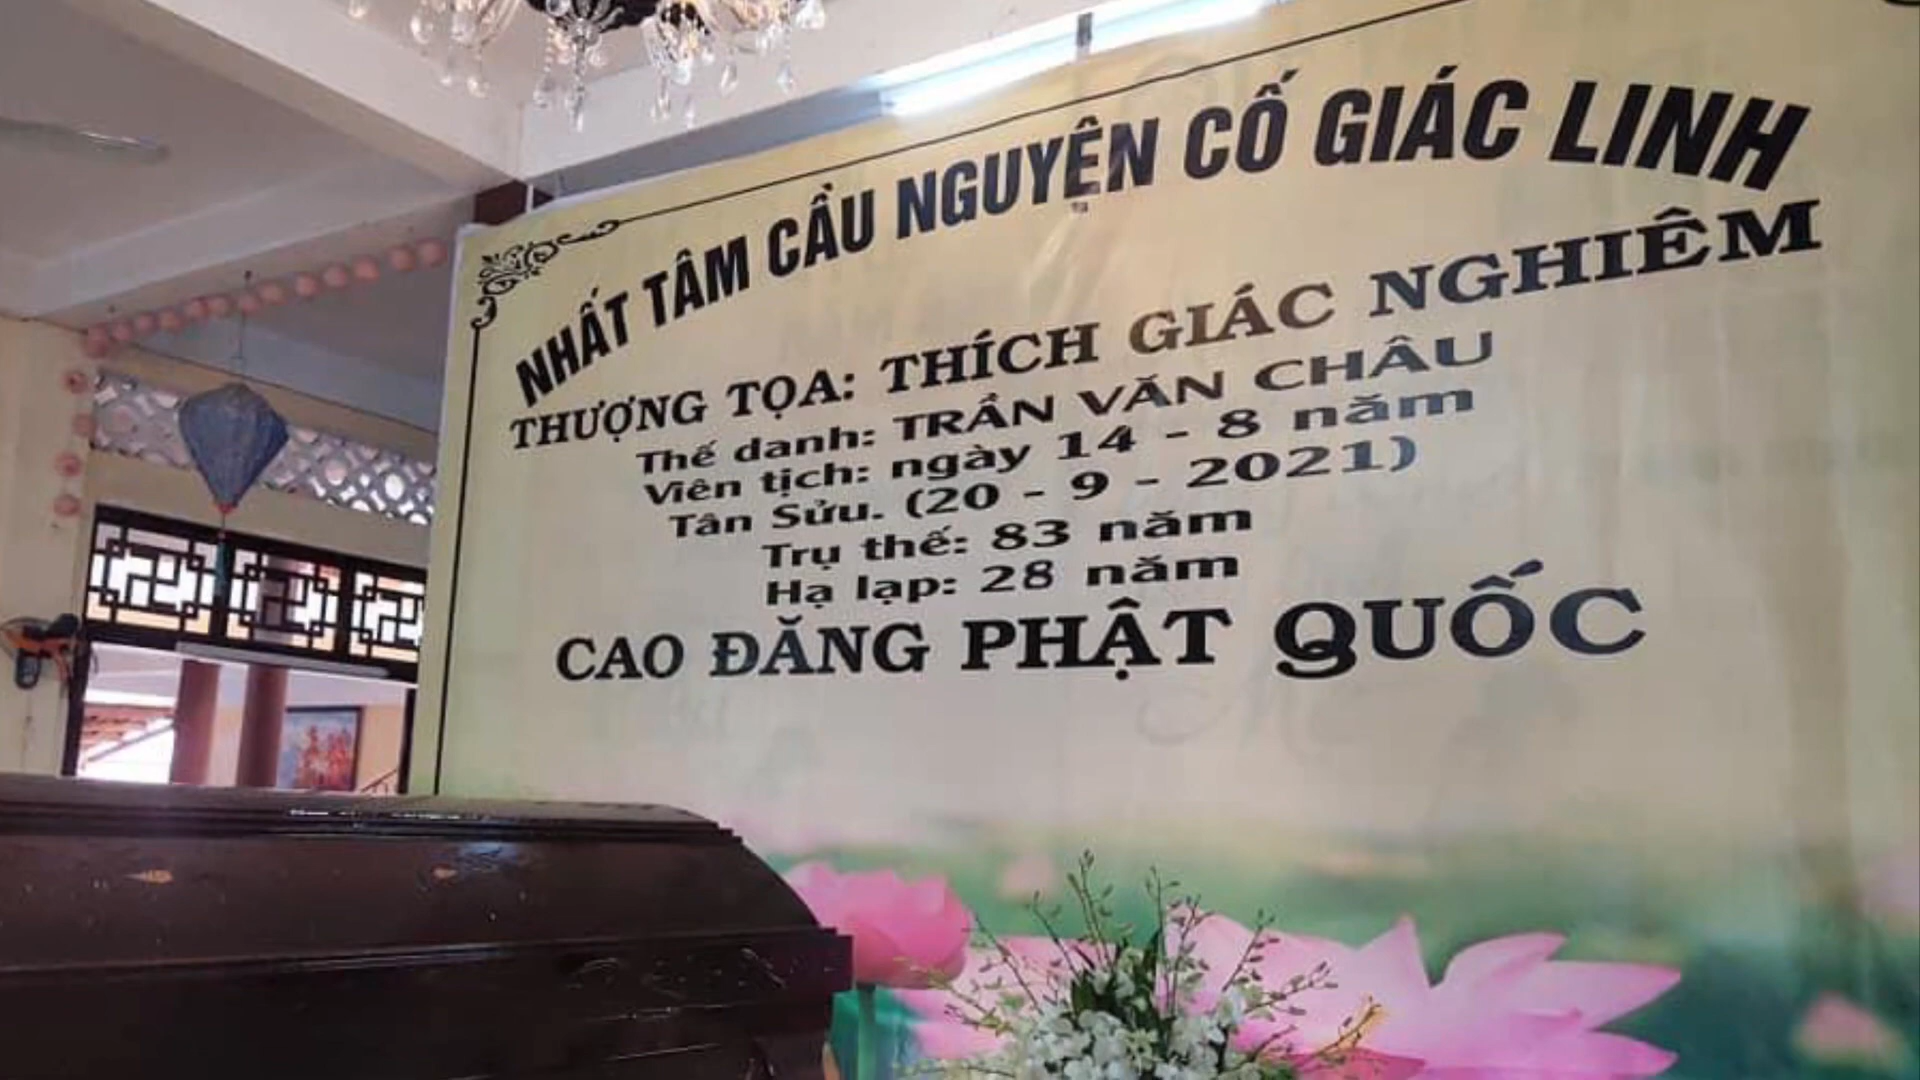 NHẤT TÂM CẦU NGUYỆN CỐ GIÁC LINH
THƯỢNG TỌA: THÍCH GIÁC NGHIÊM
Thế danh: TRẦN VĂN CHÂU
Viên tịch: ngày 14 - 8 năm
Tân Sửu. (20 - 9 - 2021)
Trụ thế: 83 năm
Hạ lạp: 28 năm
CAO ĐĂNG PHẬT QUỐC